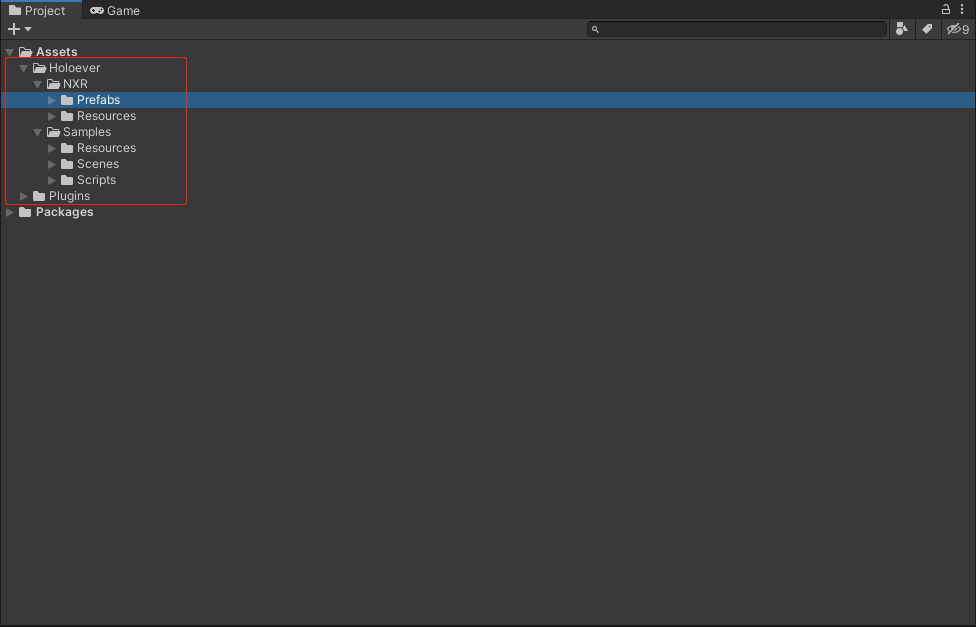 Project Game
9
Assets
Holoever
NXR
Prefabs
Resources
Samples
Resources
Scenes
Scripts
Plugins
Packages